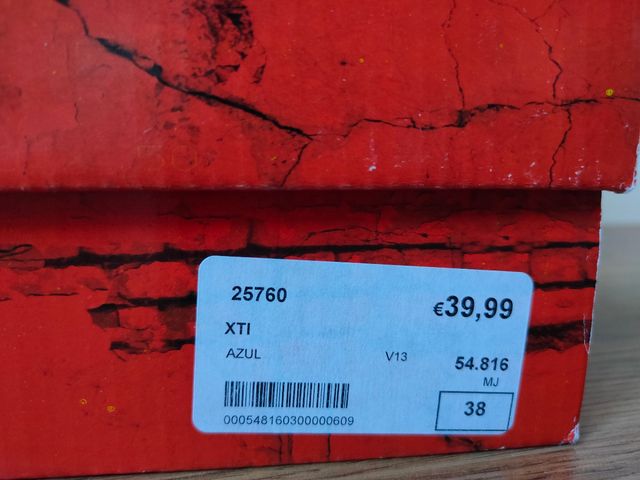 25760
€39,99
XTI
AZUL V13 54.816
MJ
38
000548160300000609